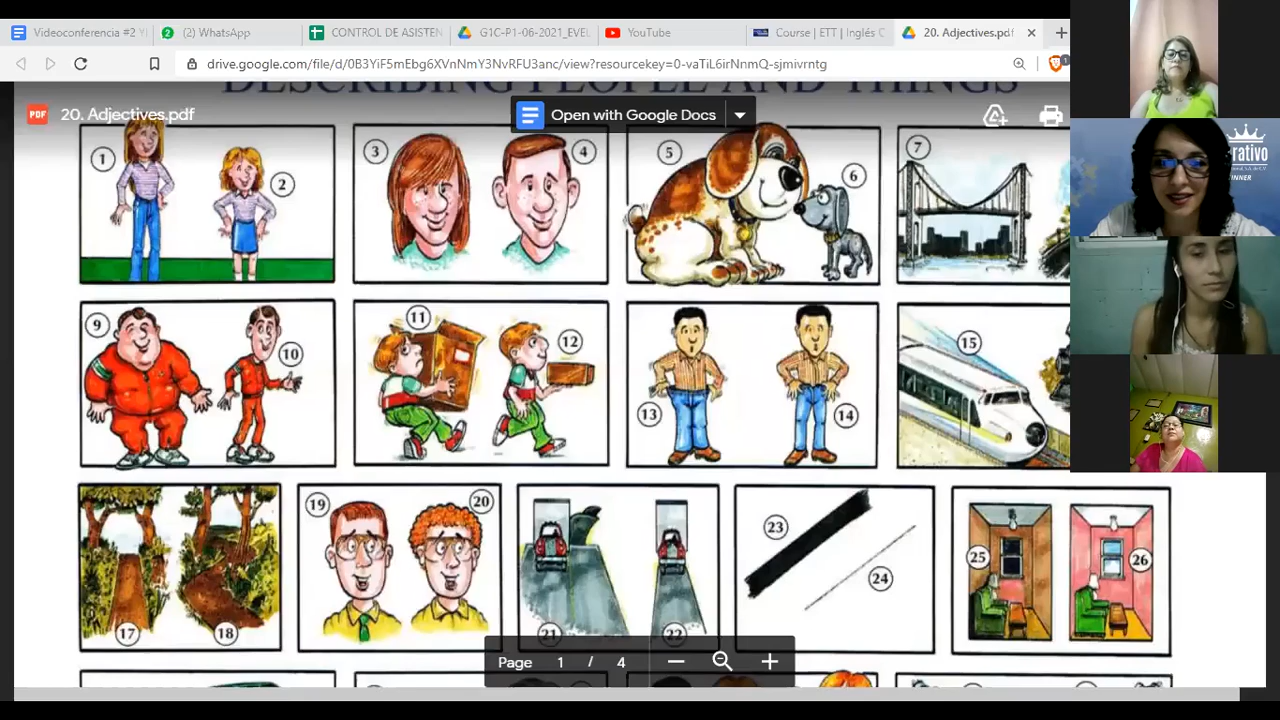 Videoconferencia #2 Y
(2) WhatsApp
CONTROL DE ASISTEN
G1C-P1-06-2021_EVEL
YouTube
Course | ETT | Inglés C
20. Adjectives.pdf
drive.google.com/file/d/0B3YiF5mEbg6XVnNmY3NvRFU3anc/view?resourcekey=0-vaTiL6irNnmQ-sjmivrntg
DESCRIBING PEOPLE AND THINGS
PDF 20. Adjectives.pdf
Open with Google Docs
rativo
INNER
1 2 3 4 5 6 7
9 10 11 12 13 14 15
17 18 19 20 21 22 23 24 25 26
Page 1 / 4